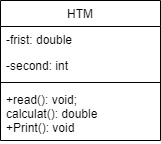 HTM
-frist: double
-second: int
+read(): void;
calculat(): double
+Print(): void